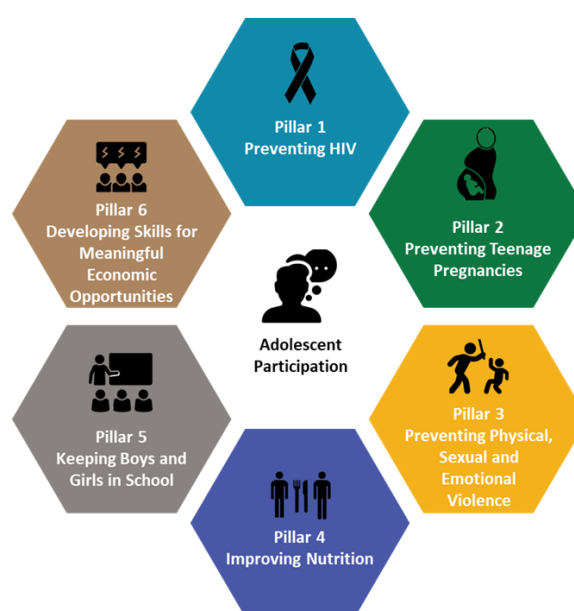 Pillar 1
Preventing HIV
Pillar 2
Preventing Teenage
Pregnancies
Pillar 3
Preventing Physical,
Sexual and
Emotional
Violence
Pillar 4
Improving Nutrition
Pillar 5
Keeping Boys and
Girls in School
Pillar 6
Developing Skills for
Meaningful
Economic
Opportunities
Adolescent
Participation